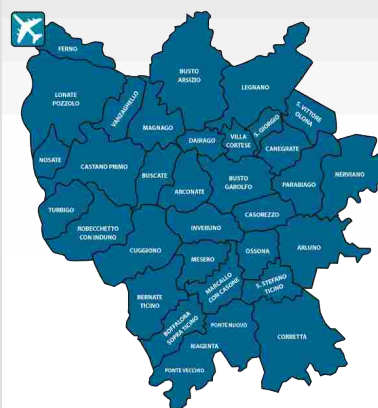 FERNO
BUSTO
ARSIZIO
LEGNANO
LONATE
POZZOLO
VANZAGHELLO
S. VITTORE
OLONA
S. GIORGIO
MAGNAGO
DAIRAGO
VILLA
CORTESE
CANEGRATE
NOSATE
CASTANO PRIMO
BUSCATE
ARCONATE
BUSTO
GAROLFO
PARABIAGO
NERVIANO
TURBIGO
ROBECCHETTO
CON INDUNO
CASOREZZO
INVERUNO
CUGGIONO
MESERO
OSSONA
ARLUNO
MARCALLO
CON CASONE
S. STEFANO
TICINO
BERNATE
TICINO
BOFFALORA
SOPRA TICINO
PONTE NUOVO
CORBETTA
MAGENTA
PONTE VECCHIO